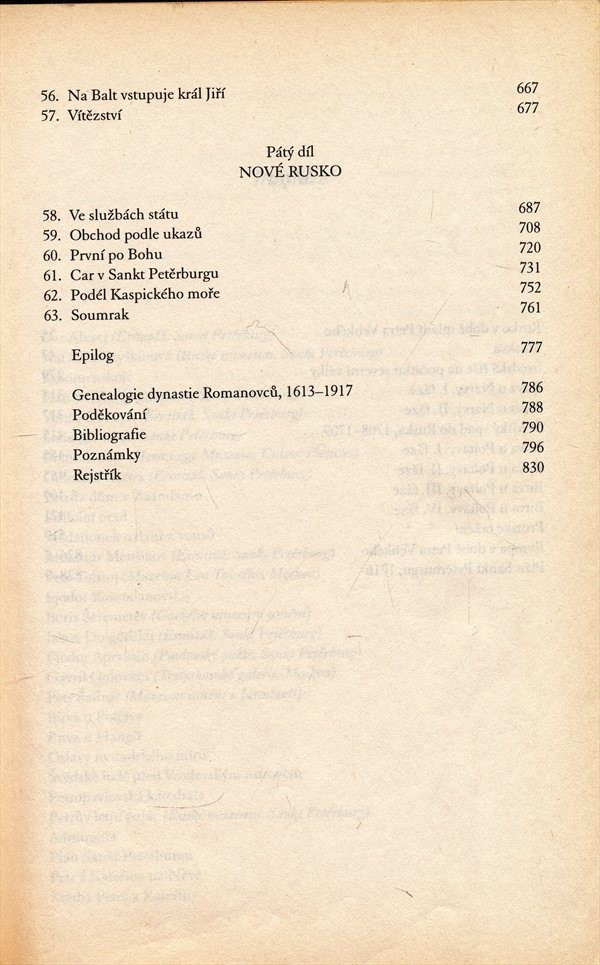 56. Na Balt vstupuje král Jiří 667
57. Vítězství 677
Pátý díl
NOVÉ RUSKO
58. Ve službách státu 687
59. Obchod podle ukazů 708
60. První po Bohu 720
61. Car v Sankt Petěrburgu 731
62. Podél Kaspického moře 752
63. Soumrak 761
Epilog 777
Genealogie dynastie Romanovců, 1613–1917 786
Poděkování 788
Bibliografie 790
Poznámky 796
Rejstřík 830